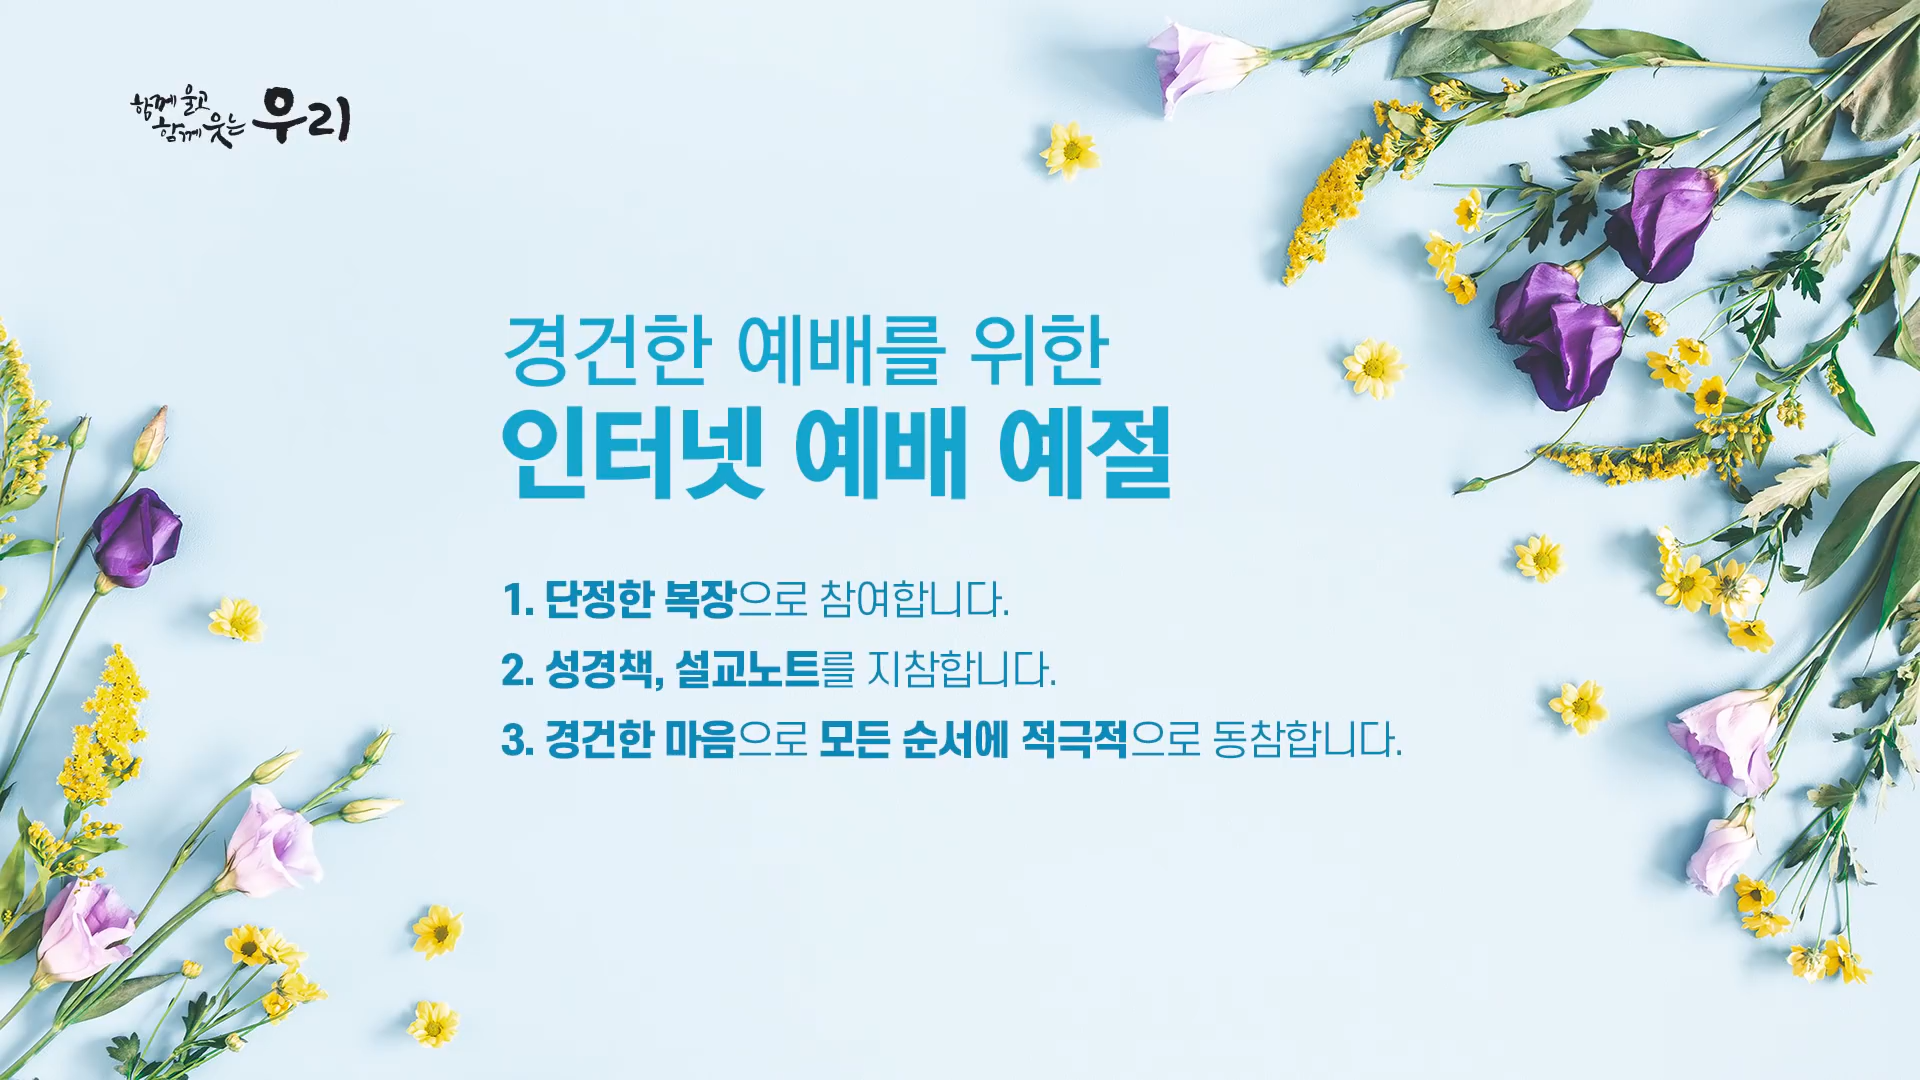 함께 울고
함께 웃는 우리
경건한 예배를 위한
인터넷 예배 예절
1. 단정한 복장으로 참여합니다.
2. 성경책, 설교노트를 지참합니다.
3. 경건한 마음으로 모든 순서에 적극적으로 동참합니다.